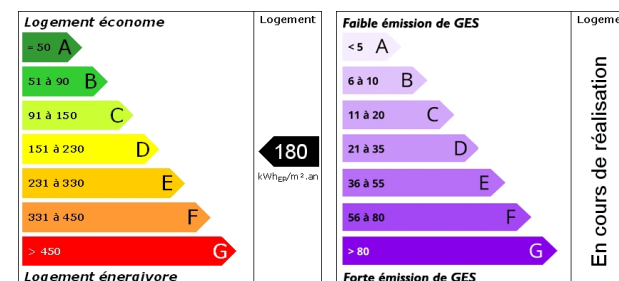 Logement économe
Logement
= 50 A
51 à 90 B
91 à 150 C
151 à 230 D
180
kWhEP/m².an
231 à 330 E
331 à 450 F
> 450 G
Logement énergivore
Faible émission de GES
Logeme
< 5 A
6 à 10 B
11 à 20 C
21 à 35 D
36 à 55 E
56 à 80 F
> 80 G
Forte émission de GES
En cours de réalisation